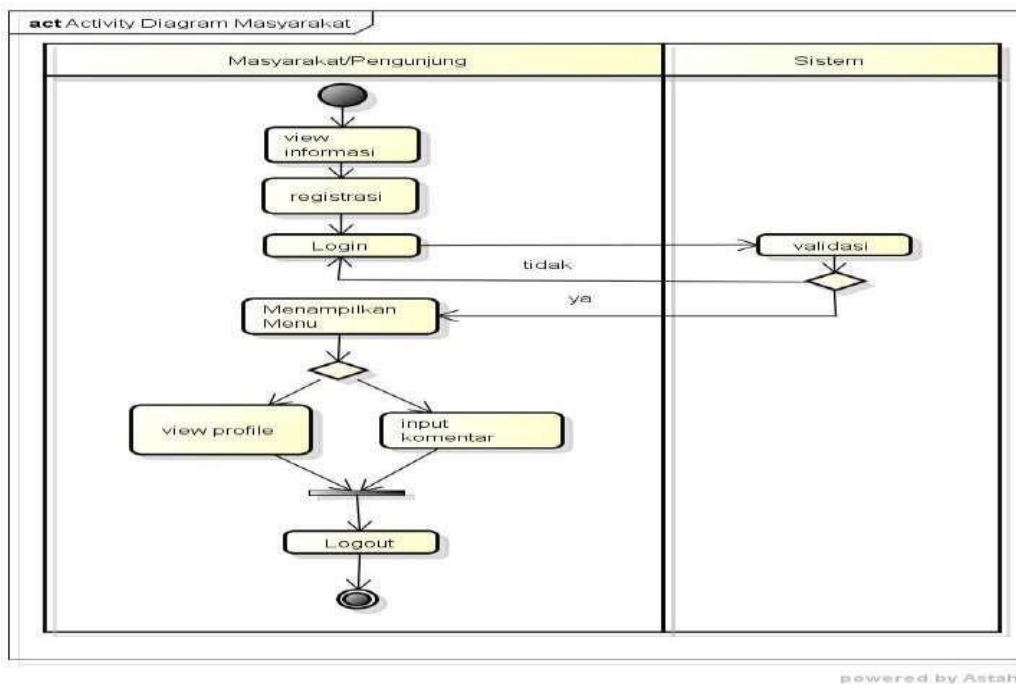 act Activity Diagram Masyarakat
Masyarakat/Pengunjung
Sistem
view
informasi
registrasi
Login
validasi
tidak
ya
Menampilkan
Menu
view profile
input
komentar
Logout
powered by Astah